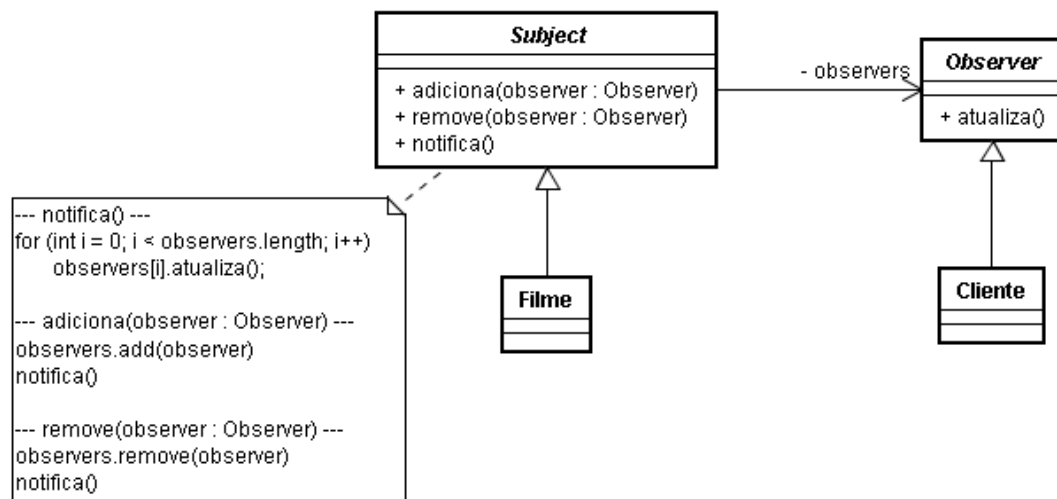 Subject
+ adiciona(observer : Observer)
+ remove(observer : Observer)
+ notifica()
- observers
Observer
+ atualiza()
--- notifica() ---
for (int i = 0; i < observers.length; i++)
observers[i].atualiza();
--- adiciona(observer : Observer) ---
observers.add(observer)
notifica()
--- remove(observer : Observer) ---
observers.remove(observer)
notifica()
Filme
Cliente